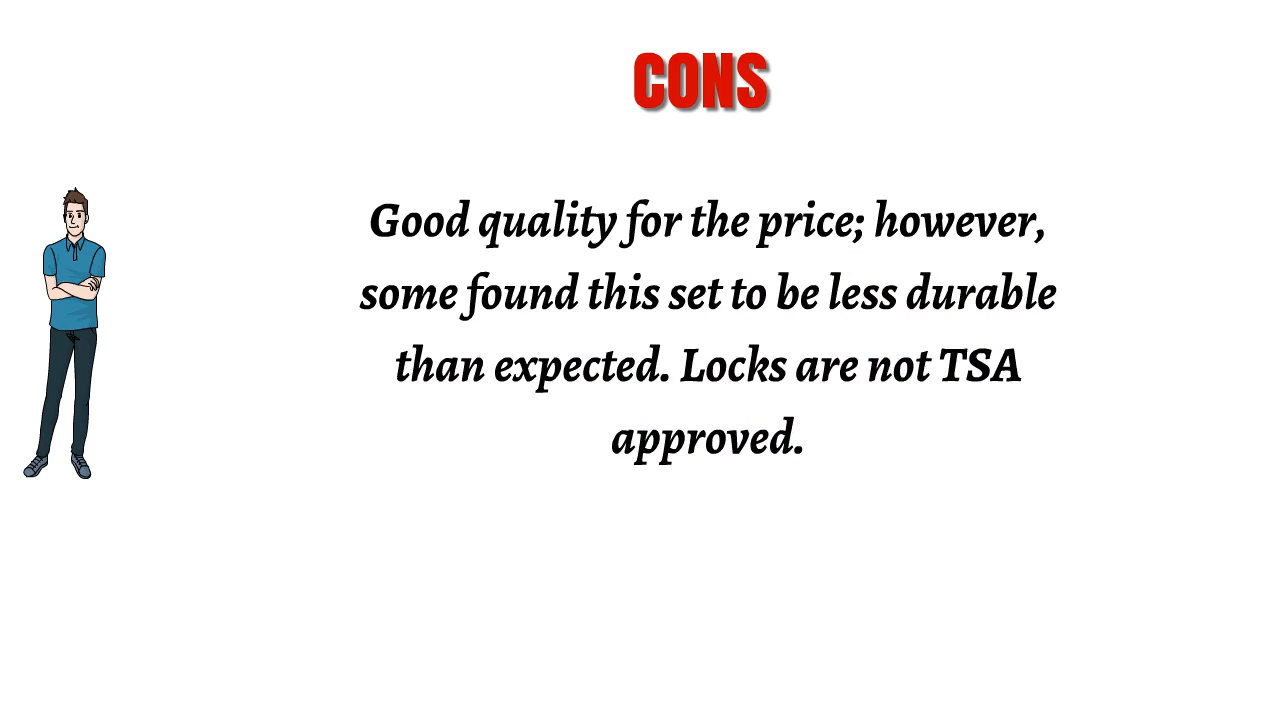 CONS
Good quality for the price; however,
some found this set to be less durable
than expected. Locks are not TSA
approved.